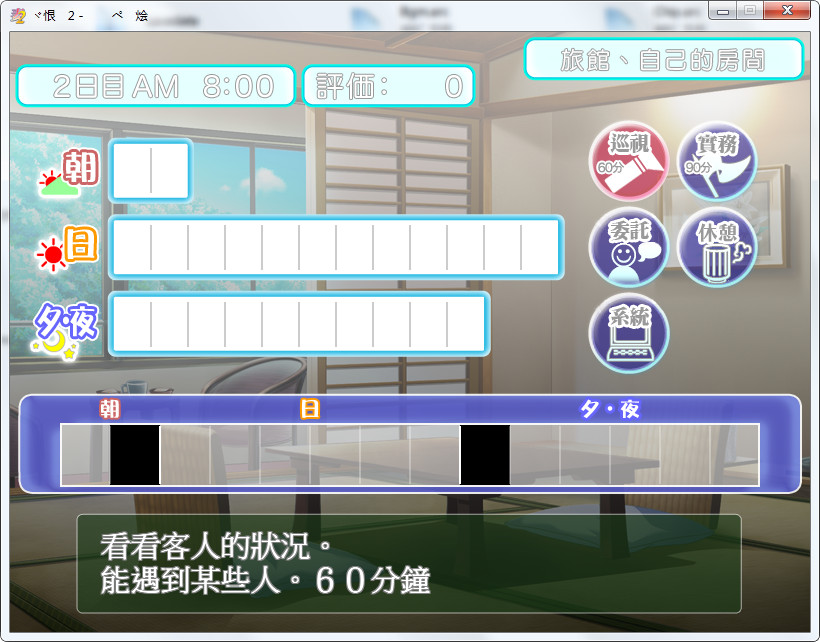 旅館、自己的房間
2日目AM 8:00
評価: 0
朝
巡視
60分
實務
90分
日
委託
休憩
夕・夜
系統
朝 日 夕・夜
看看客人的狀況。
能遇到某些人。６０分鐘